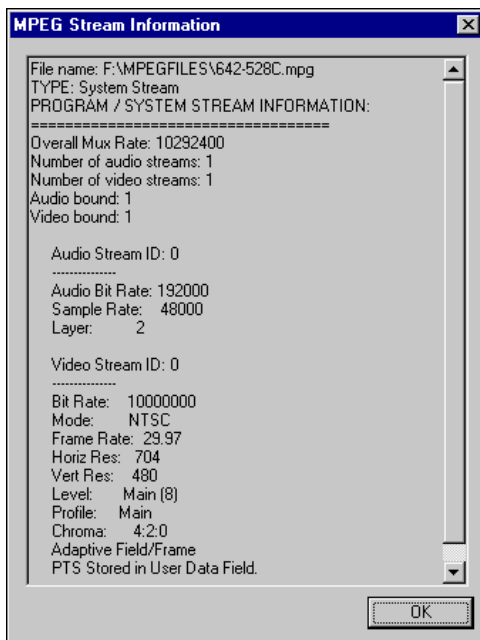 MPEG Stream Information
File name: F:\MPEGFILES\642-528C.mpg
TYPE: System Stream
PROGRAM / SYSTEM STREAM INFORMATION:
==================================
Overall Mux Rate: 10292400
Number of audio streams: 1
Number of video streams: 1
Audio bound: 1
Video bound: 1
Audio Stream ID: 0
---------------
Audio Bit Rate: 192000
Sample Rate: 48000
Layer: 2
Video Stream ID: 0
---------------
Bit Rate: 10000000
Mode: NTSC
Frame Rate: 29.97
Horiz Res: 704
Vert Res: 480
Level: Main (8)
Profile: Main
Chroma: 4:2:0
Adaptive Field/Frame
PTS Stored in User Data Field.
OK